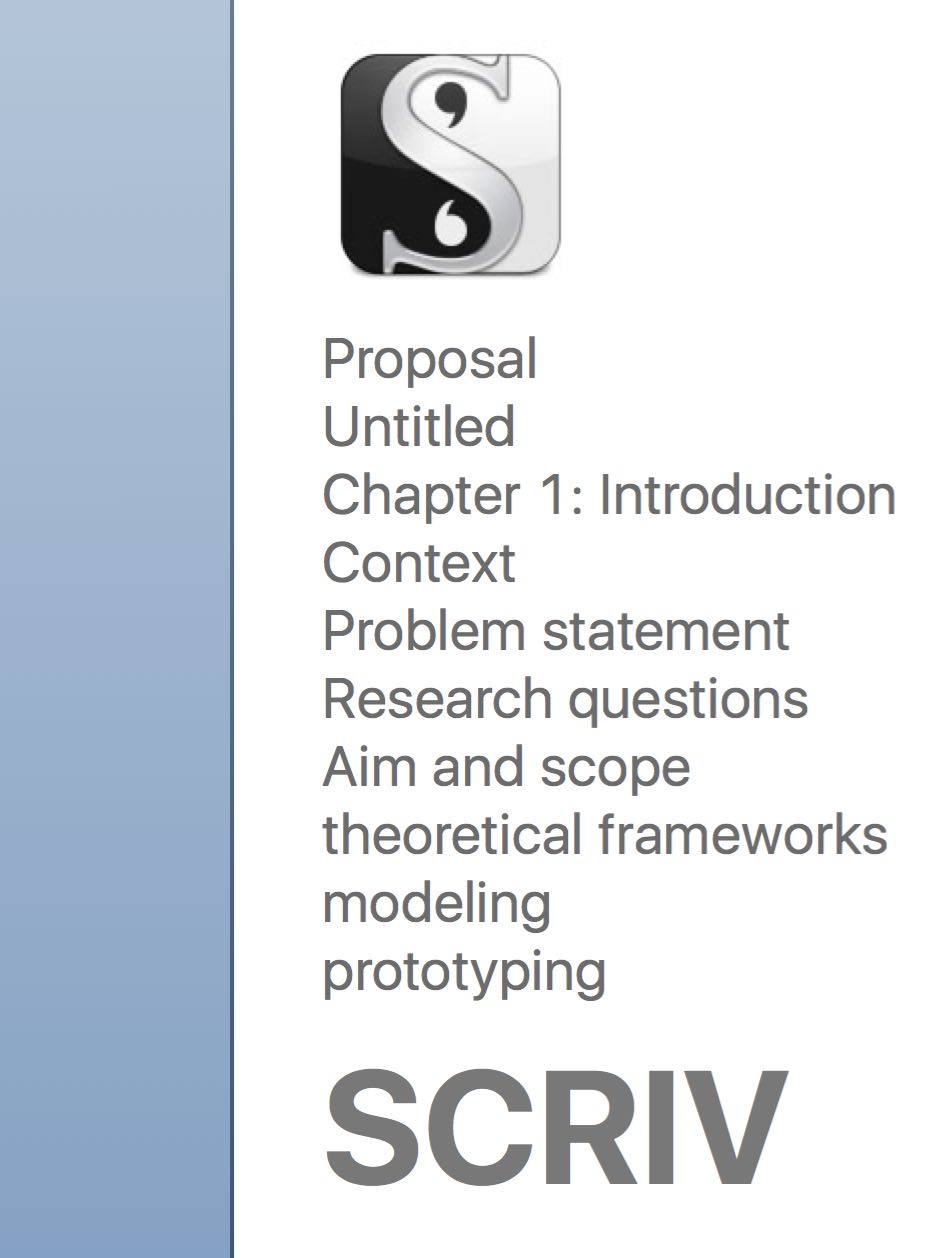 Proposal
Untitled
Chapter 1: Introduction
Context
Problem statement
Research questions
Aim and scope
theoretical frameworks
modeling
prototyping
SCRIV